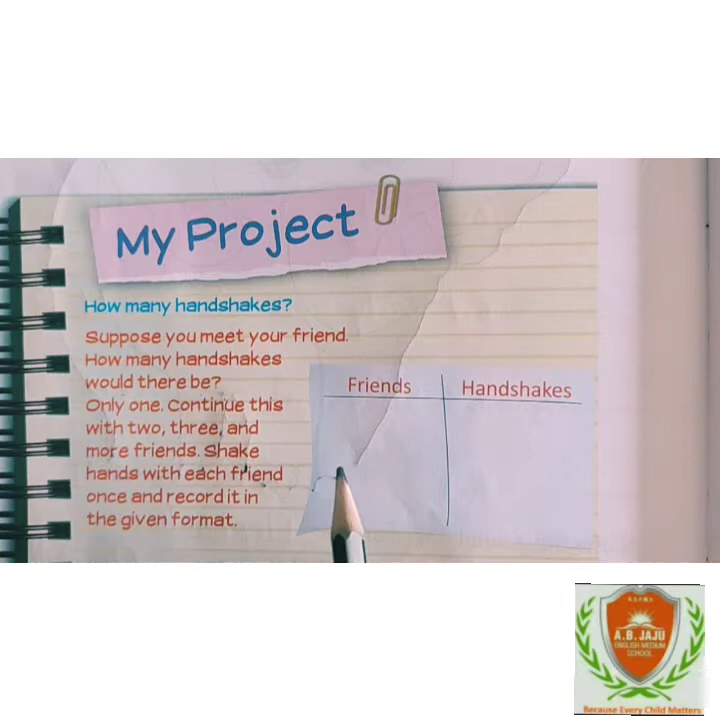 My Project
How many handshakes?
Suppose you meet your friend.
How many handshakes
would there be?
Only one. Continue this
with two, three, and
more friends. Shake
hands with each friend
once and record it in
the given format.
Friends Handshakes
A.B. JAJU
ENGLISH MEDIUM
SCHOOL
Because Every Child Matters